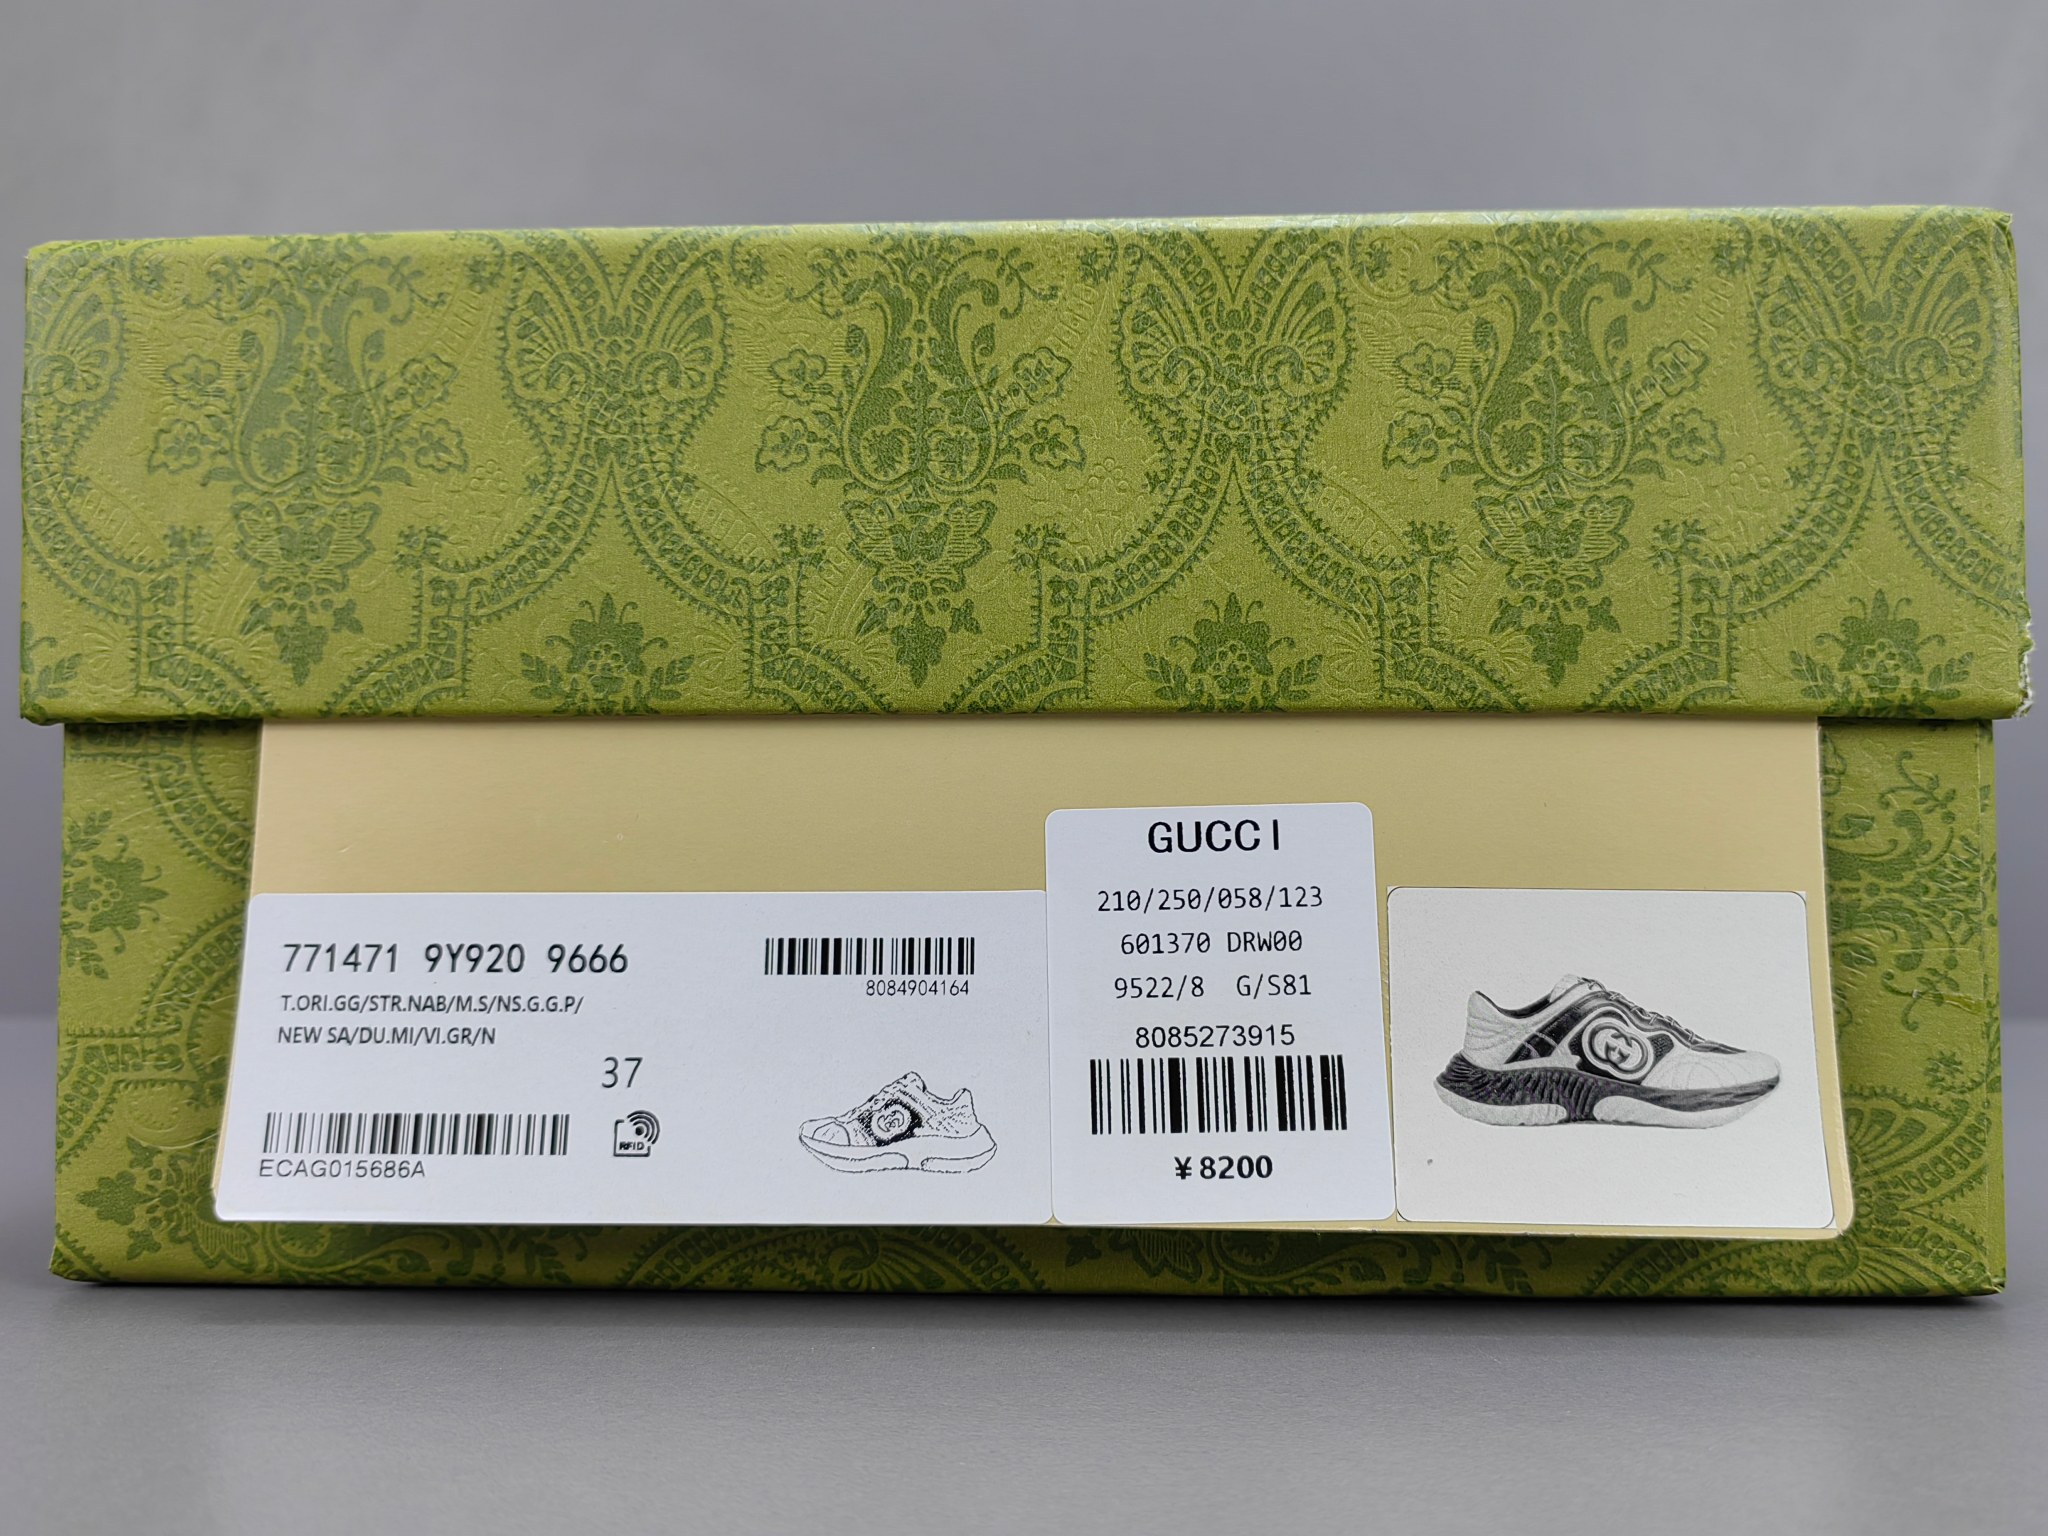 771471 9Y920 9666
8084904164
T.ORI.GG/STR.NAB/M.S/NS.G.G.P/
NEW SA/DU.MI/VI.GR/N
37
RFID
ECAG015686A
GUCCI
210/250/058/123
601370 DRW00
9522/8 G/S81
8085273915
¥8200